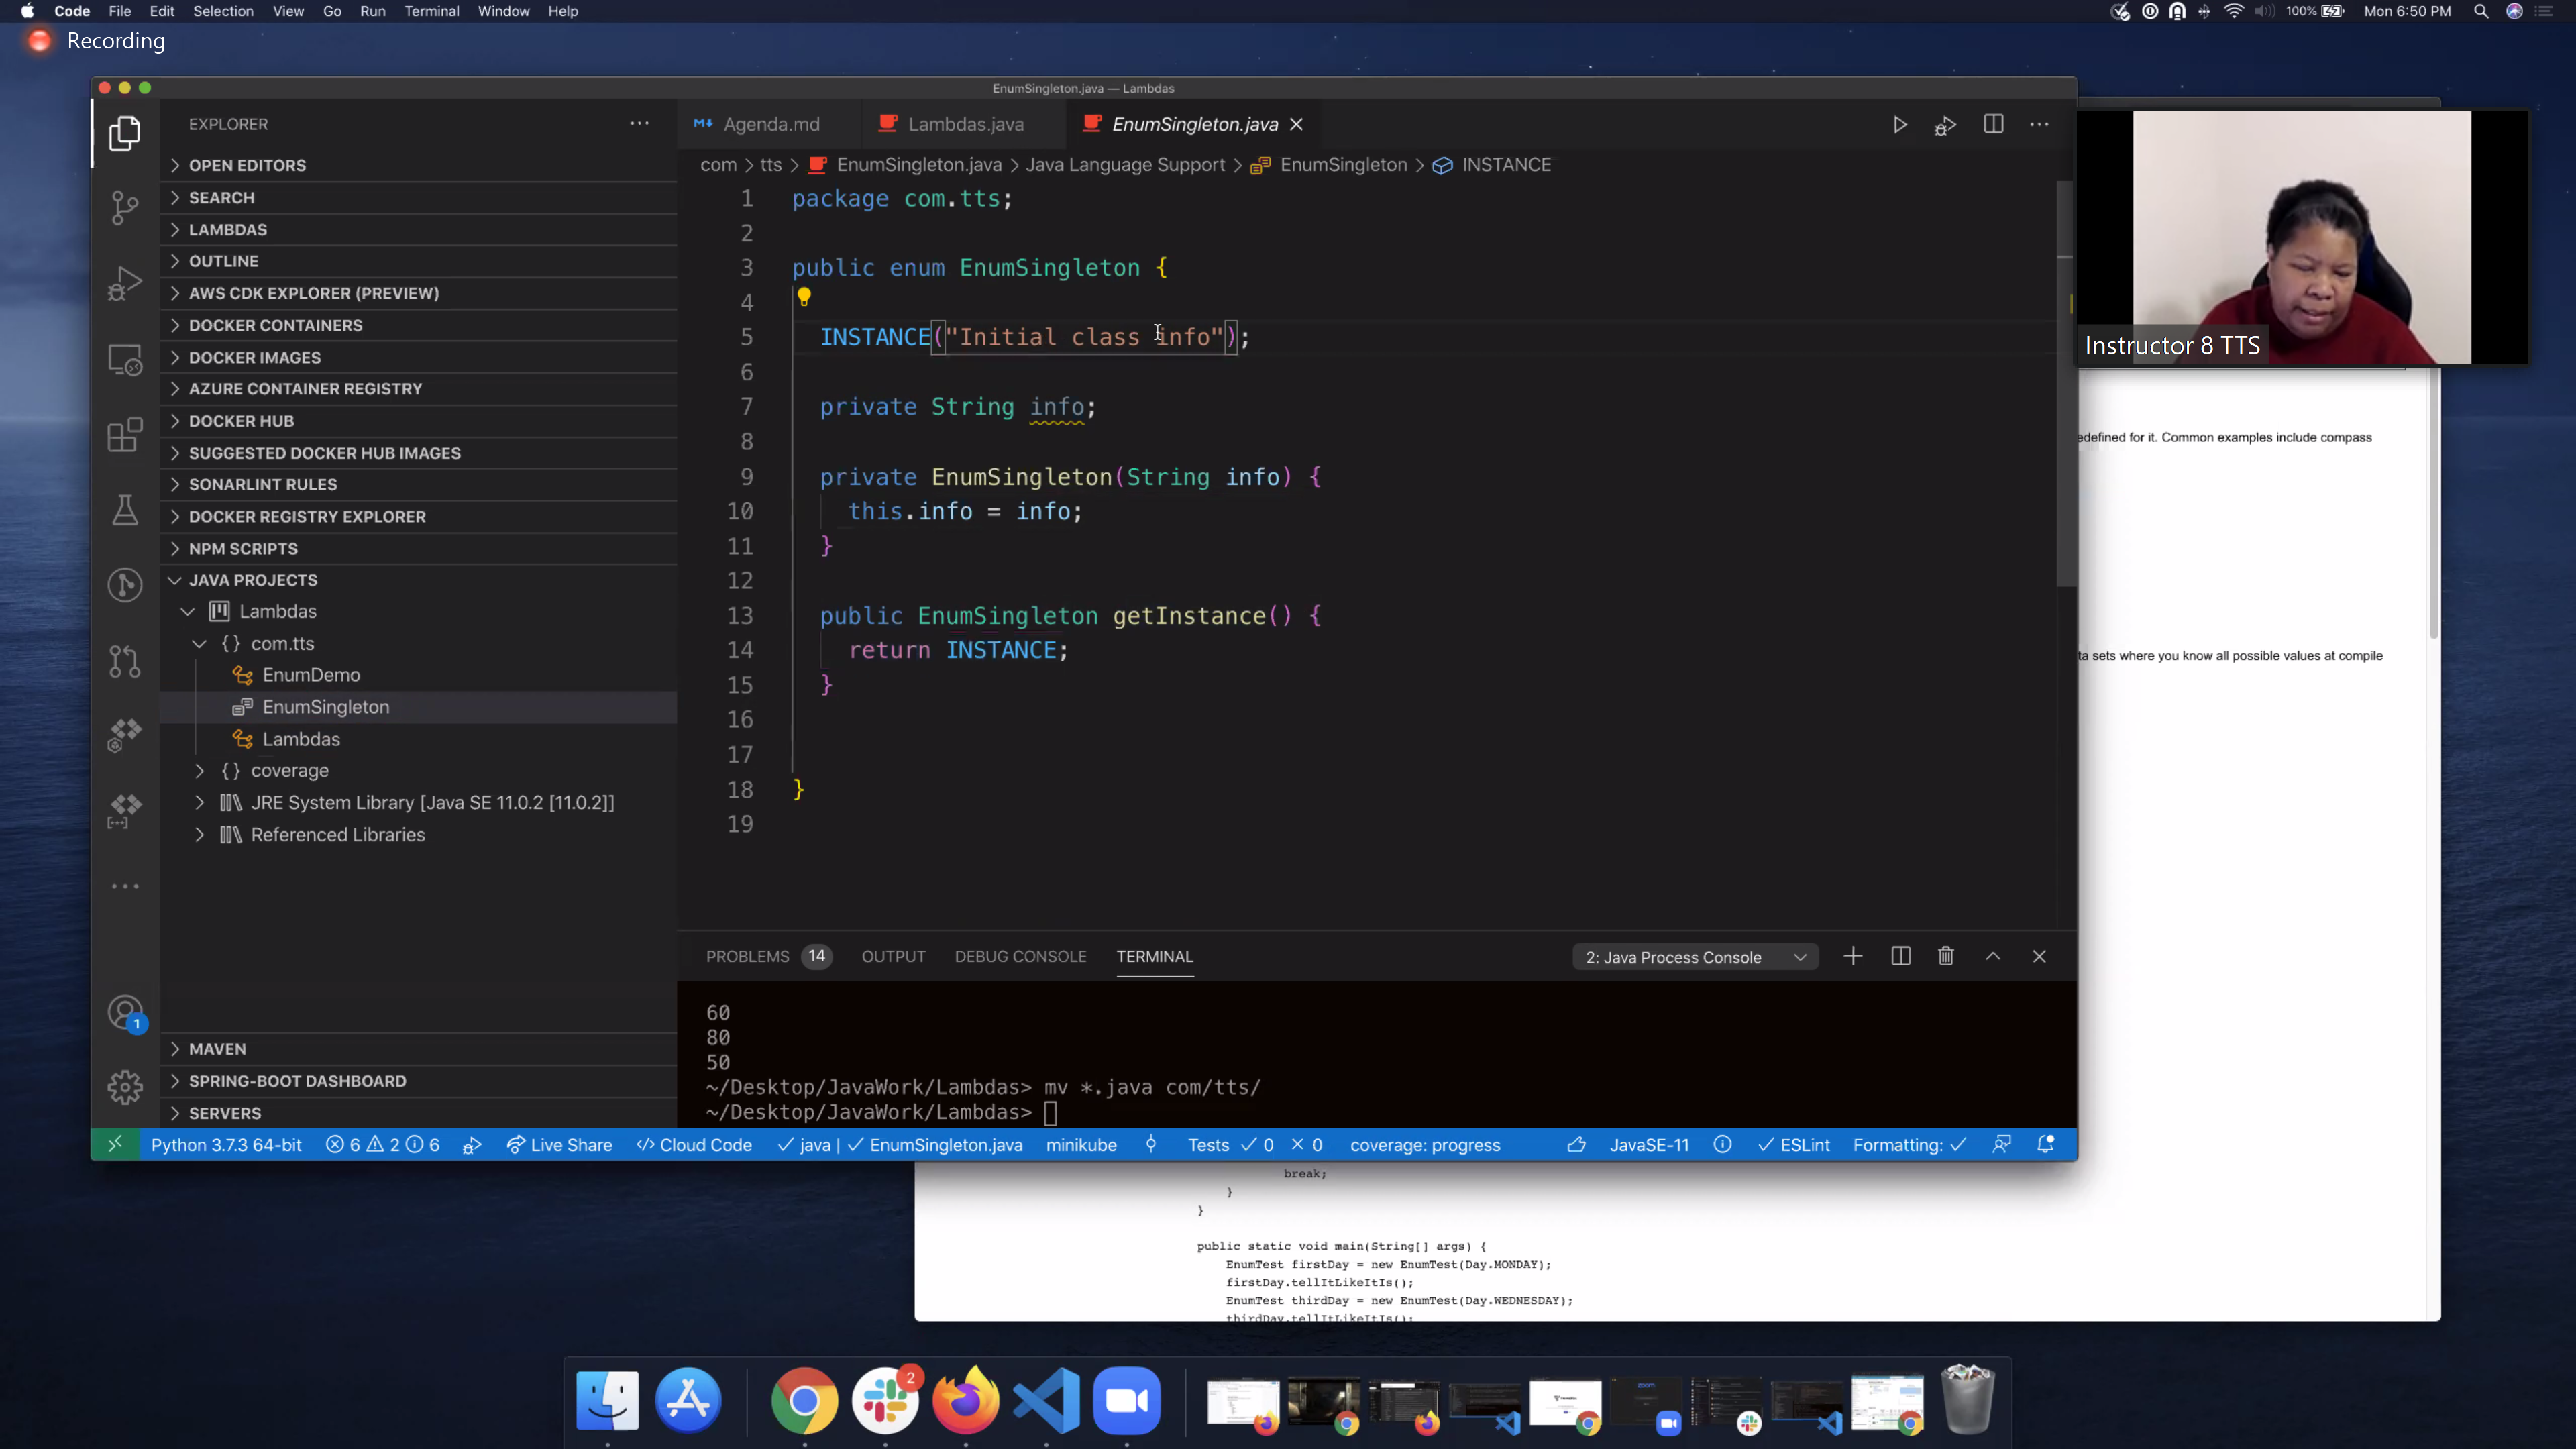 Code File Edit Selection View Go Run Terminal Window Help 100% Mon 6:50 PM
Recording
EnumSingleton.java — Lambdas
EXPLORER
OPEN EDITORS
SEARCH
LAMBDAS
OUTLINE
AWS CDK EXPLORER (PREVIEW)
DOCKER CONTAINERS
DOCKER IMAGES
AZURE CONTAINER REGISTRY
DOCKER HUB
SUGGESTED DOCKER HUB IMAGES
SONARLINT RULES
DOCKER REGISTRY EXPLORER
NPM SCRIPTS
JAVA PROJECTS
Lambdas
{} com.tts
EnumDemo
EnumSingleton
Lambdas
{} coverage
JRE System Library [Java SE 11.0.2 [11.0.2]]
Referenced Libraries
1
MAVEN
SPRING-BOOT DASHBOARD
SERVERS
Agenda.md Lambdas.java EnumSingleton.java
com > tts > EnumSingleton.java > Java Language Support > EnumSingleton > INSTANCE
1 package com.tts;
2
3 public enum EnumSingleton {
4
5 INSTANCE("Initial class info");
6
7 private String info;
8
9 private EnumSingleton(String info) {
10 this.info = info;
11 }
12
13 public EnumSingleton getInstance() {
14 return INSTANCE;
15 }
16
17
18 }
19
PROBLEMS 14 OUTPUT DEBUG CONSOLE TERMINAL 2: Java Process Console
60
80
50
~/Desktop/JavaWork/Lambdas> mv *.java com/tts/
~/Desktop/JavaWork/Lambdas>
Python 3.7.3 64-bit 6 2 6 Live Share Cloud Code java | EnumSingleton.java minikube Tests 0 0 coverage: progress JavaSE-11 ESLint Formatting:
Instructor 8 TTS
edefined for it. Common examples include compass
ta sets where you know all possible values at compile
break;
}
}
public static void main(String[] args) {
EnumTest firstDay = new EnumTest(Day.MONDAY);
firstDay.tellItLikeItIs();
EnumTest thirdDay = new EnumTest(Day.WEDNESDAY);
thirdDay.tellItLikeItIs();
2